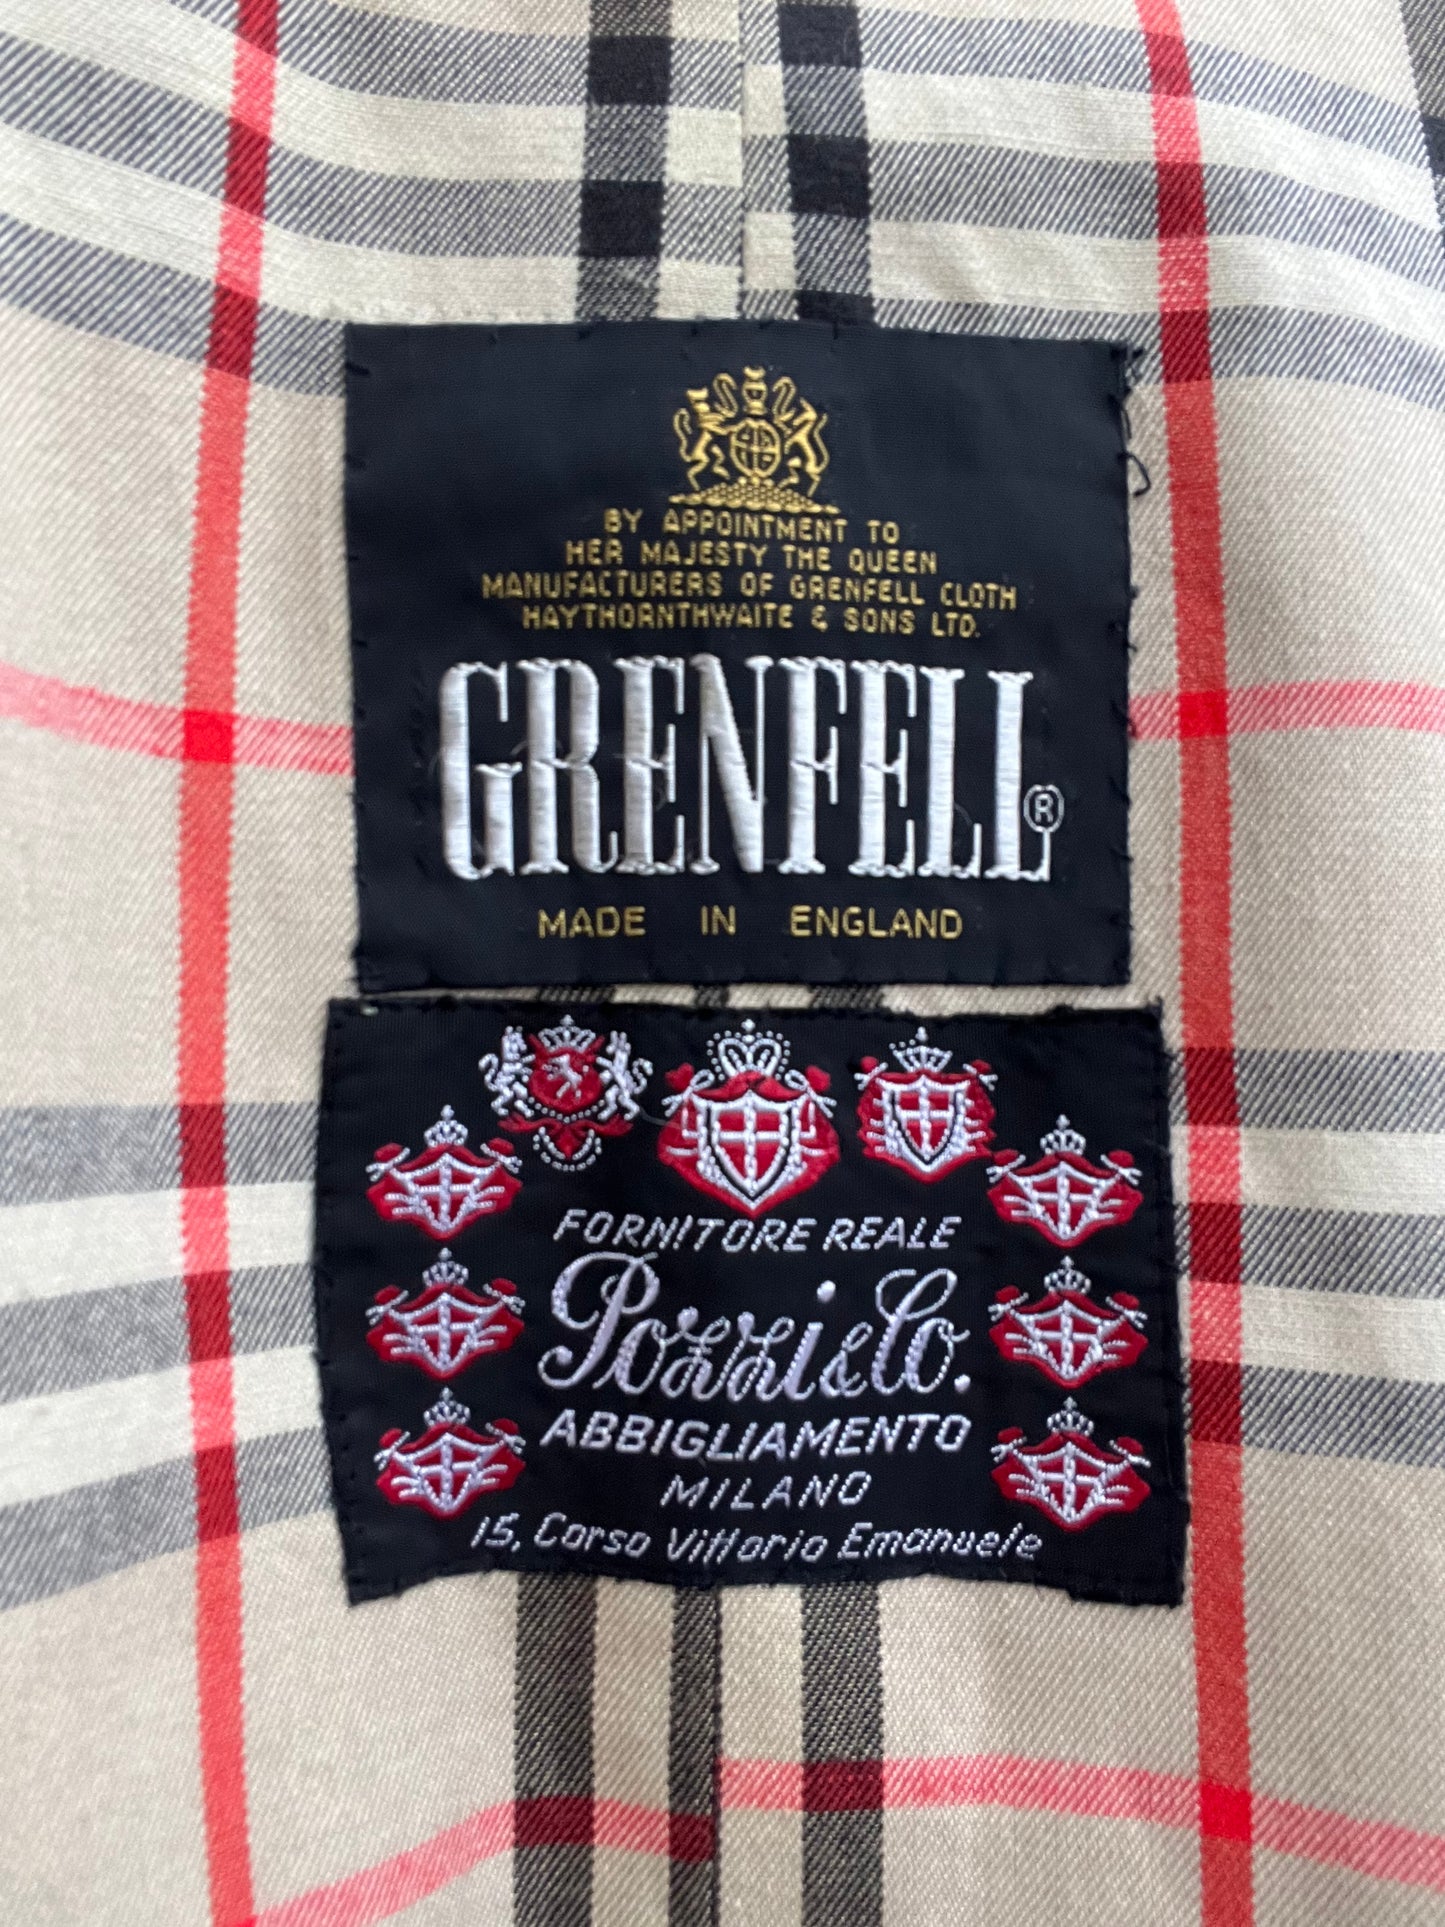 BY APPOINTMENT TO
HER MAJESTY THE QUEEN
MANUFACTURERS OF GRENFELL CLOTH
HAYTHORNTHWAITE & SONS LTD.
GRENFELL ®
MADE IN ENGLAND
FORNITORE REALE
Pozzi & Co.
ABBIGLIAMENTO
MILANO
15, Corso Vittorio Emanuele